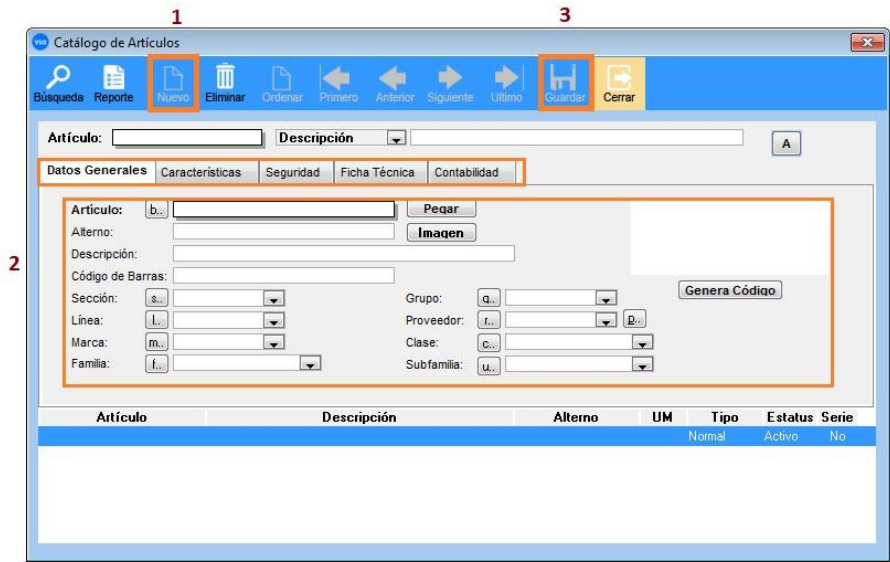 1 3
via Catálogo de Artículos
Búsqueda Reporte Nuevo Eliminar Ordenar Primero Anterior Siguiente Ultimo Guardar Cerrar
Artículo: Descripción A
Datos Generales Características Seguridad Ficha Técnica Contabilidad
Artículo: b.. Pegar
Alterno: Imagen
2
Descripción:
Código de Barras:
Sección: s.. Grupo: g.. Genera Código
Línea: l.. Proveedor: r.. p..
Marca: m.. Clase: c..
Familia: f.. Subfamilia: u..
Artículo Descripción Alterno UM Tipo Estatus Serie
Normal Activo No